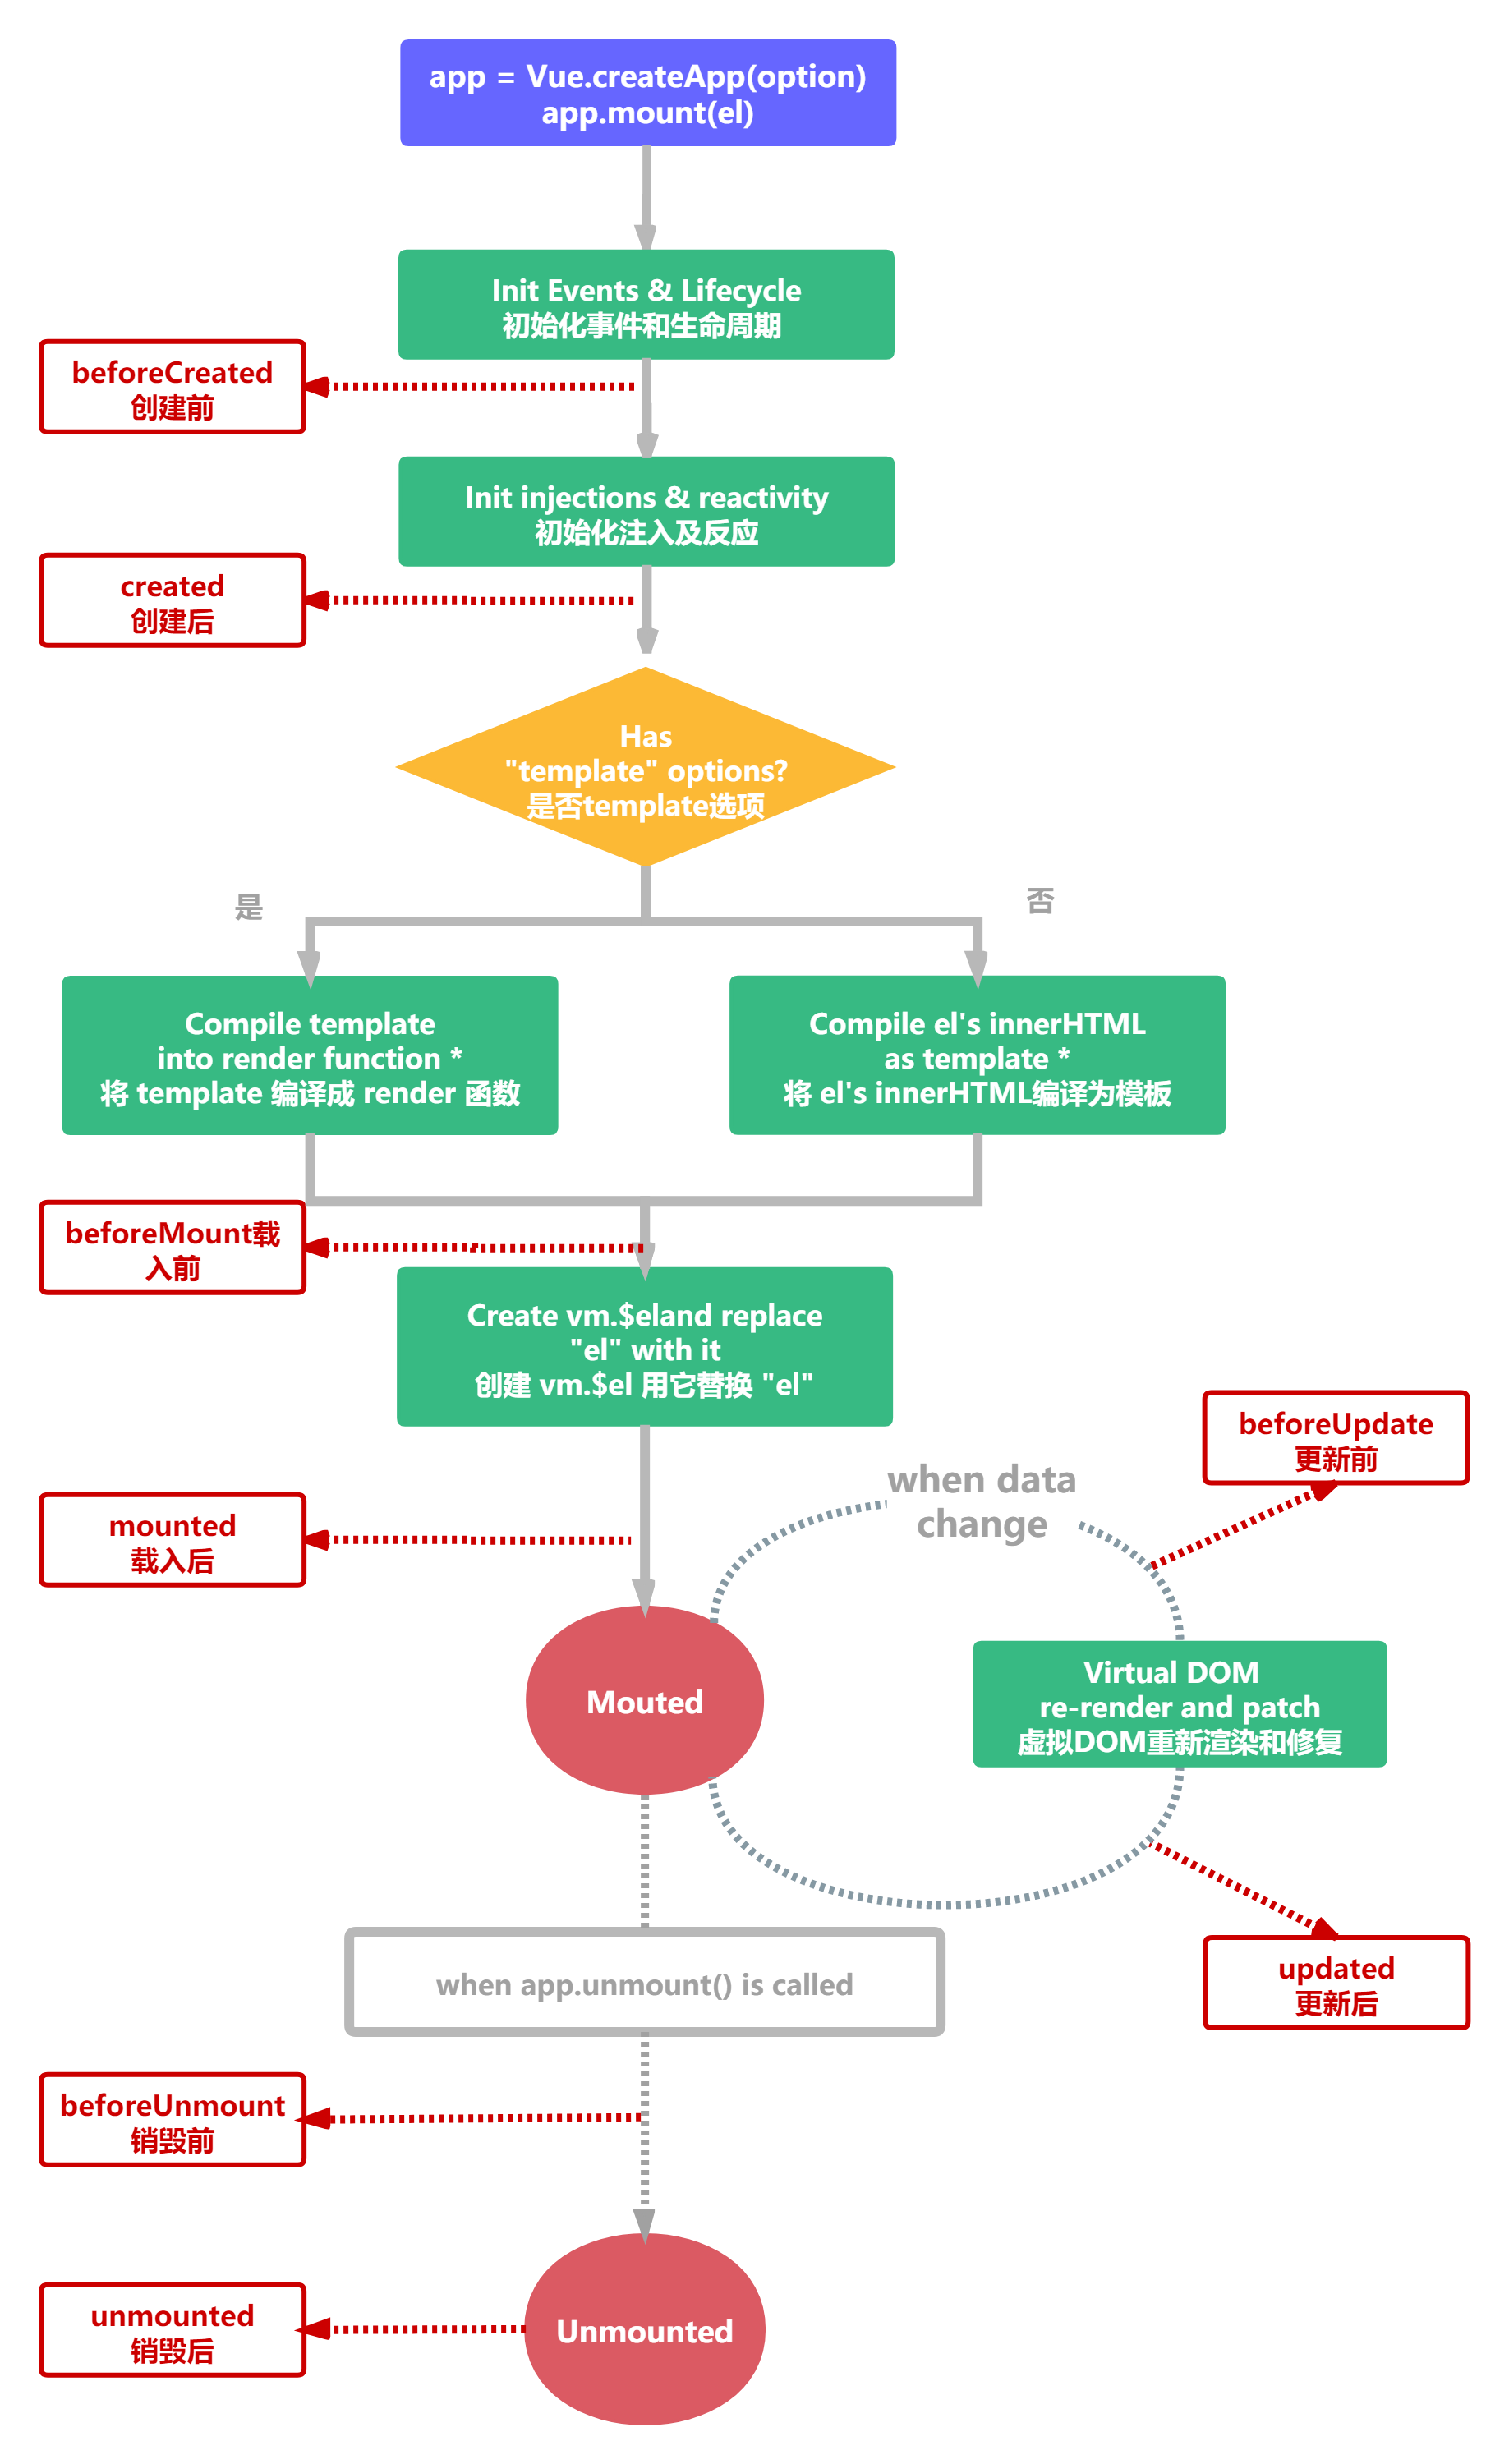 app = Vue.createApp(option)
app.mount(el)
Init Events & Lifecycle
初始化事件和生命周期
beforeCreated
创建前
Init injections & reactivity
初始化注入及反应
created
创建后
Has
"template" options?
是否template选项
是
否
Compile template
into render function *
将 template 编译成 render 函数
Compile el's innerHTML
as template *
将 el's innerHTML编译为模板
beforeMount载
入前
Create vm.$eland replace
"el" with it
创建 vm.$el 用它替换 "el"
beforeUpdate
更新前
when data
change
mounted
载入后
Mouted
Virtual DOM
re-render and patch
虚拟DOM重新渲染和修复
when app.unmount() is called
updated
更新后
beforeUnmount
销毁前
unmounted
销毁后
Unmounted